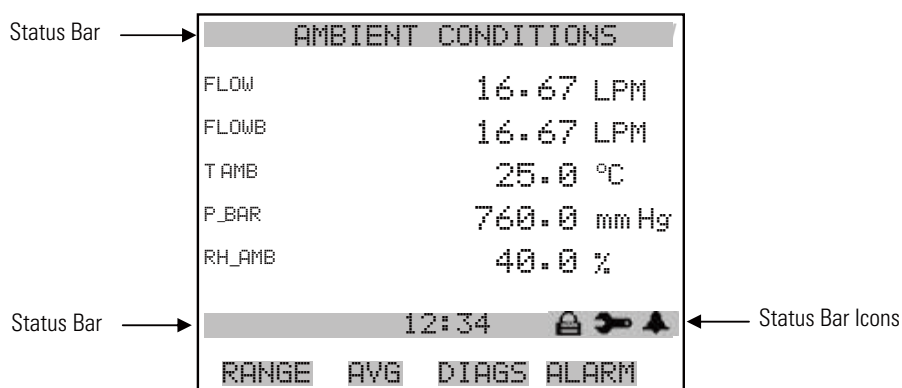 Status Bar
AMBIENT CONDITIONS
FLOW 16.67 LPM
FLOWB 16.67 LPM
T AMB 25.0 ºC
P_BAR 760.0 mm Hg
RH_AMB 40.0 %
Status Bar
12:34
Status Bar Icons
RANGE AVG DIAGS ALARM